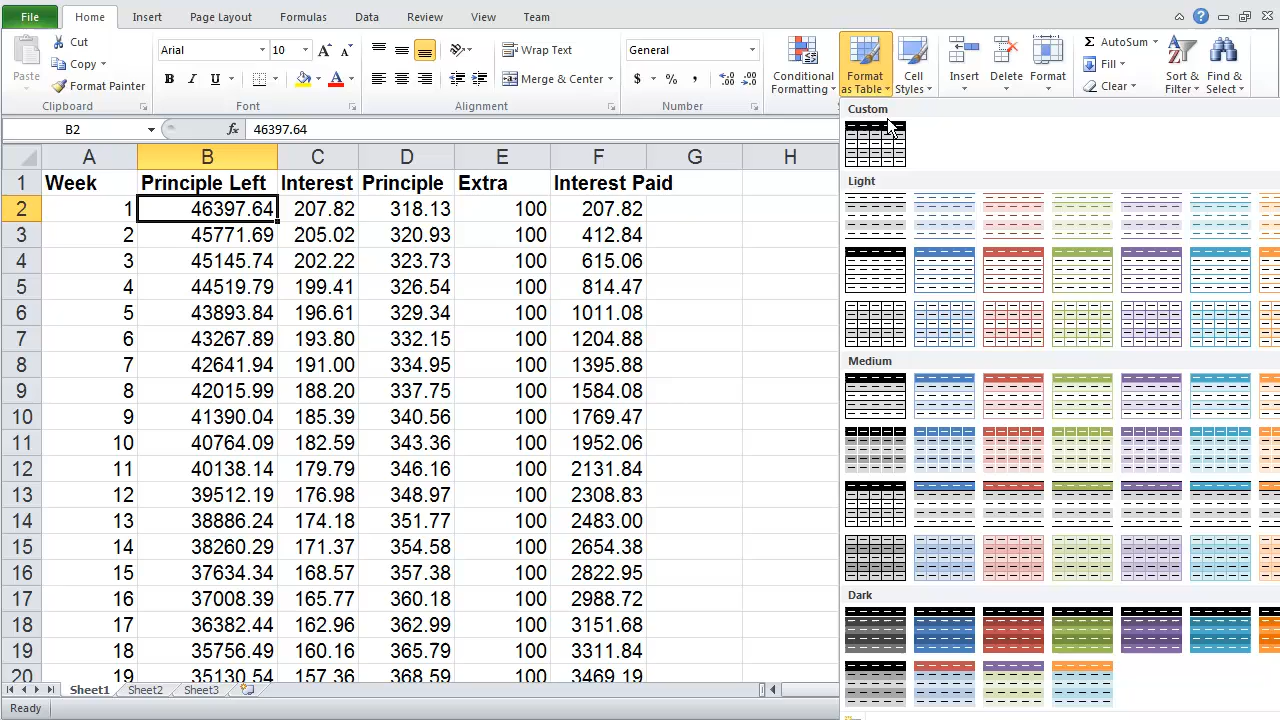 File Home Insert Page Layout Formulas Data Review View Team
Cut
Copy
Format Painter
Paste
Clipboard
Arial 10
B I U
Font
Wrap Text
Merge & Center
Alignment
General
$ % ,
Number
Conditional Formatting
Format as Table
Cell Styles
Insert
Delete
Format
AutoSum
Fill
Clear
Sort & Filter
Find & Select
B2 fx 46397.64
A B C D E F G H
1 Week Principle Left Interest Principle Extra Interest Paid
2 1 46397.64 207.82 318.13 100 207.82
3 2 45771.69 205.02 320.93 100 412.84
4 3 45145.74 202.22 323.73 100 615.06
5 4 44519.79 199.41 326.54 100 814.47
6 5 43893.84 196.61 329.34 100 1011.08
7 6 43267.89 193.80 332.15 100 1204.88
8 7 42641.94 191.00 334.95 100 1395.88
9 8 42015.99 188.20 337.75 100 1584.08
10 9 41390.04 185.39 340.56 100 1769.47
11 10 40764.09 182.59 343.36 100 1952.06
12 11 40138.14 179.79 346.16 100 2131.84
13 12 39512.19 176.98 348.97 100 2308.83
14 13 38886.24 174.18 351.77 100 2483.00
15 14 38260.29 171.37 354.58 100 2654.38
16 15 37634.34 168.57 357.38 100 2822.95
17 16 37008.39 165.77 360.18 100 2988.72
18 17 36382.44 162.96 362.99 100 3151.68
19 18 35756.49 160.16 365.79 100 3311.84
20 19 35130.54 157.36 368.59 100 3469.19
Custom
Light
Medium
Dark
Sheet1 Sheet2 Sheet3
Ready